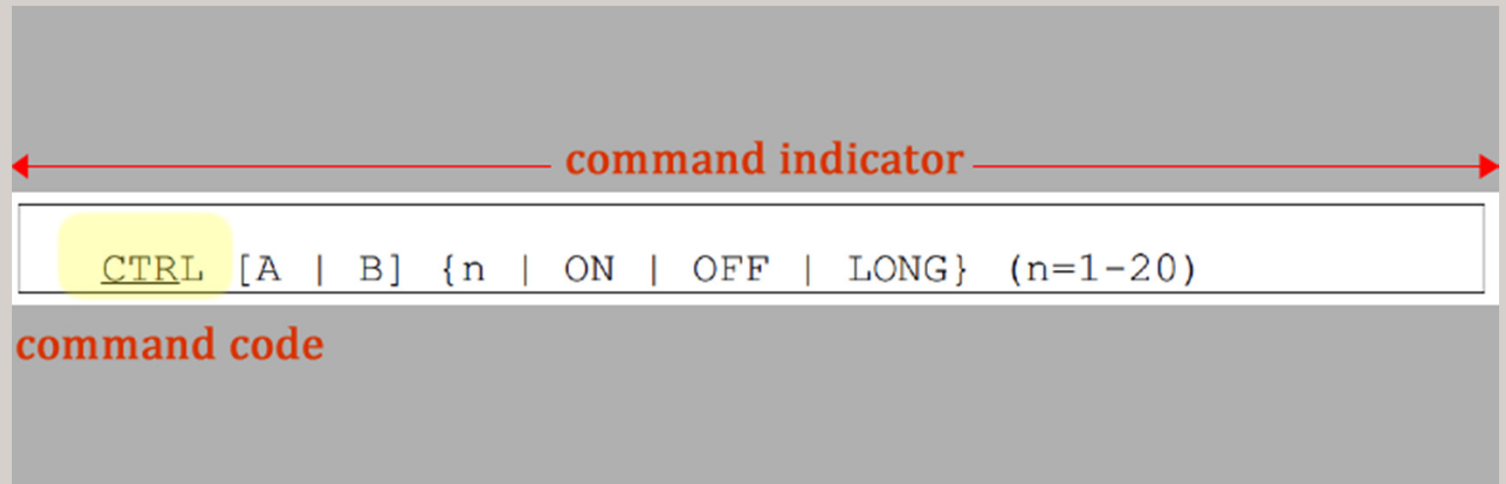 command indicator
CTRL [A | B] {n | ON | OFF | LONG} (n=1-20)
command code